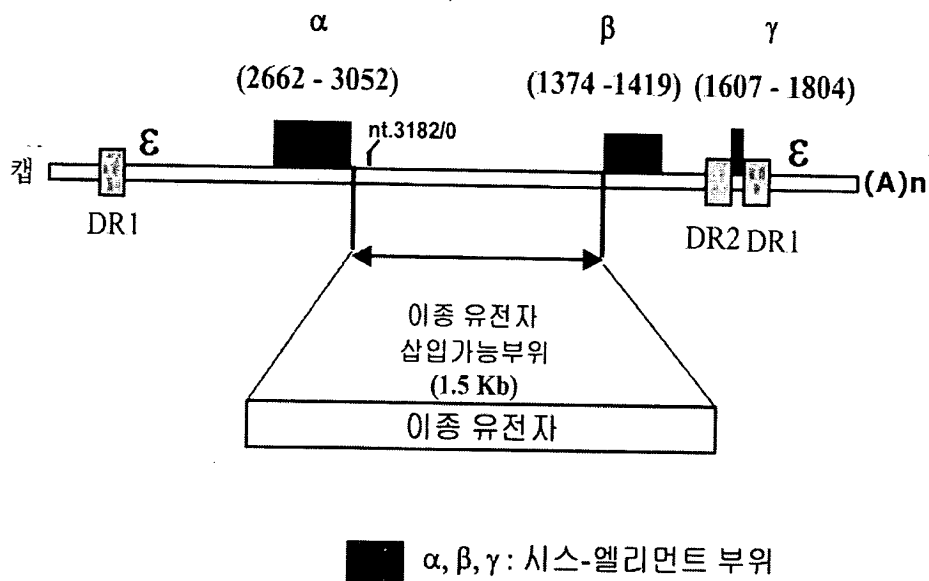 α β γ
(2662 - 3052) (1374 -1419) (1607 - 1804)
nt.3182/0
캡 ε ε (A)n
DR1 DR2 DR1
이종 유전자
삽입가능부위
(1.5 Kb)
이종 유전자
α, β, γ : 시스-엘리먼트 부위